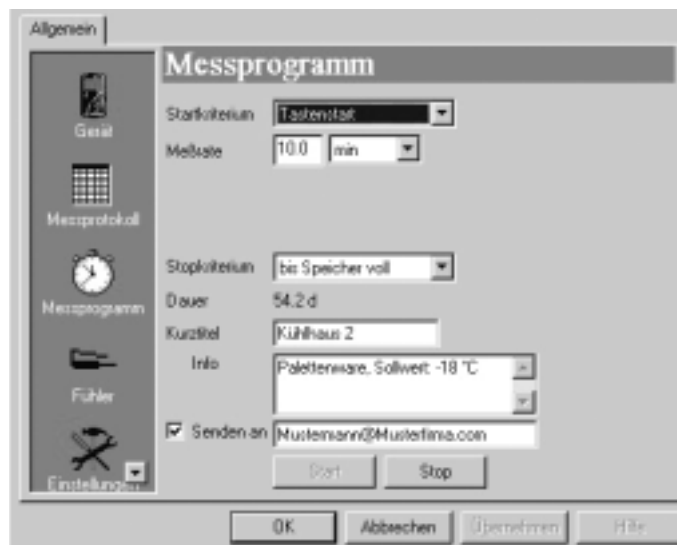 Allgemein
Messprogramm
Gerät
Messprotokoll
Messprogramm
Fühler
Einstellungen
Startkriterium Tastenstart
Meßrate 10.0 min
Stopkriterium bis Speicher voll
Dauer 54.2 d
Kurztitel Kühlhaus 2
Info Palettenware, Sollwert: -18 °C
Senden an Mustermann@Musterfirma.com
Start Stop
OK Abbrechen Übernehmen Hilfe